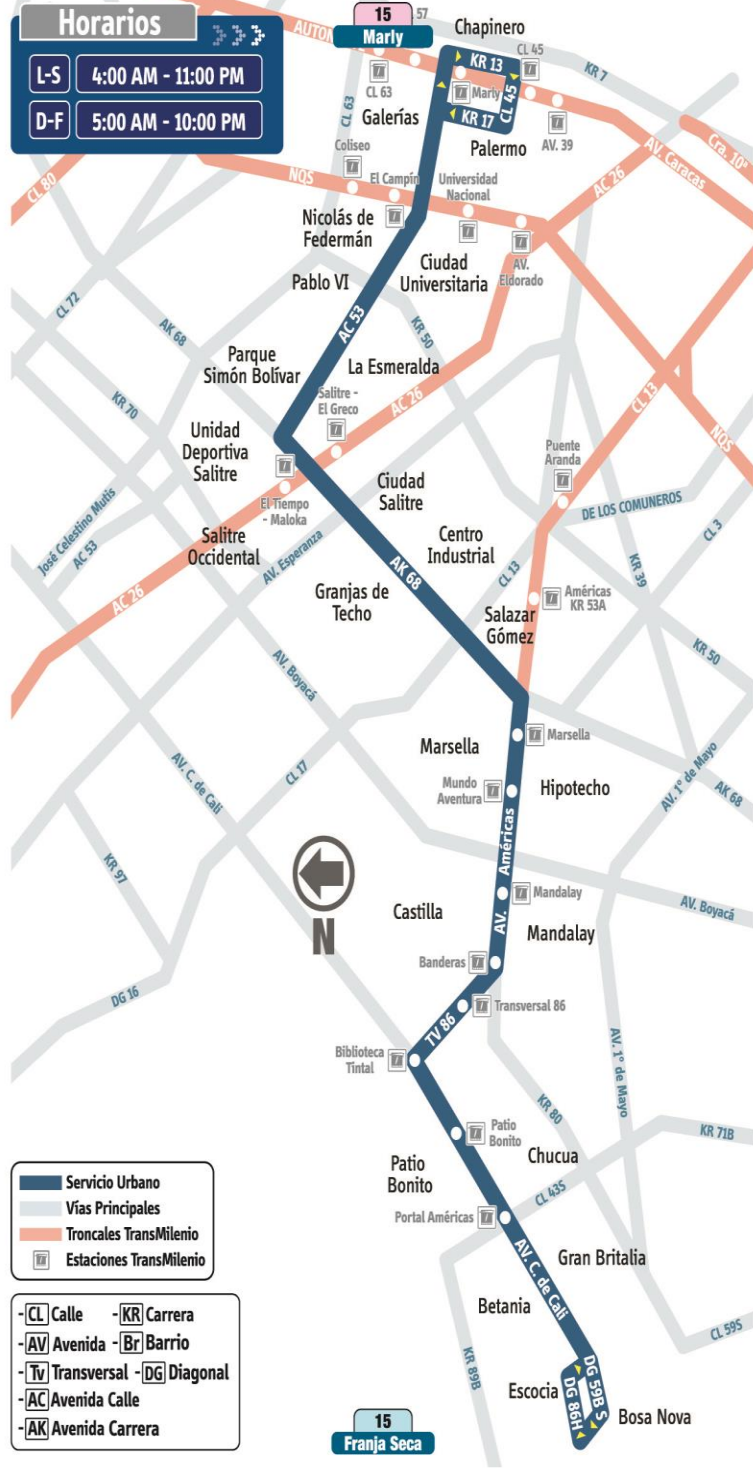 Horarios
L-S 4:00 AM - 11:00 PM
D-F 5:00 AM - 10:00 PM
15
Marly
57
Chapinero
KR 13
CL 45
KR 7
CL 63
Marly
CL 45
KR 17
CL 63
Galerías
Palermo
AV. 39
Cra. 10ª
AV. Caracas
AC 26
CL 80
Coliseo
NQS
El Campín
Universidad
Nacional
Nicolás de
Federmán
Ciudad
Universitaria
AV.
Eldorado
Pablo VI
AC 53
CL 72
AK 68
KR 50
Parque
Simón Bolívar
La Esmeralda
KR 70
Salitre -
El Greco
AC 26
CL 13
NQS
Unidad
Deportiva
Salitre
Puente
Aranda
El Tiempo
- Maloka
Ciudad
Salitre
DE LOS COMUNEROS
José Celestino Mutis
AC 53
Salitre
Occidental
AV. Esperanza
Centro
Industrial
CL 3
AK 68
CL 13
KR 39
AC 26
Granjas de
Techo
Américas
KR 53A
Salazar
Gómez
KR 50
AV. Boyacá
Marsella
Marsella
AV. C. de Cali
CL 17
Mundo
Aventura
Hipotecho
AV. 1º de Mayo
AK 68
AV. Américas
KR 97
N
Castilla
Mandalay
Mandalay
AV. Boyacá
Banderas
DG 16
TV 86
Transversal 86
Biblioteca
Tintal
AV. 1º de Mayo
KR 80
Patio
Bonito
KR 71B
Patio
Bonito
Chucua
CL 43S
Portal Américas
AV. C. de Cali
Gran Britalia
Betania
CL 59S
KR 89B
Escocia
DG 59B S
DG 86H
Bosa Nova
Servicio Urbano
Vías Principales
Troncales TransMilenio
Estaciones TransMilenio
-CL Calle -KR Carrera
-AV Avenida -Br Barrio
-Tv Transversal -DG Diagonal
-AC Avenida Calle
-AK Avenida Carrera
15
Franja Seca